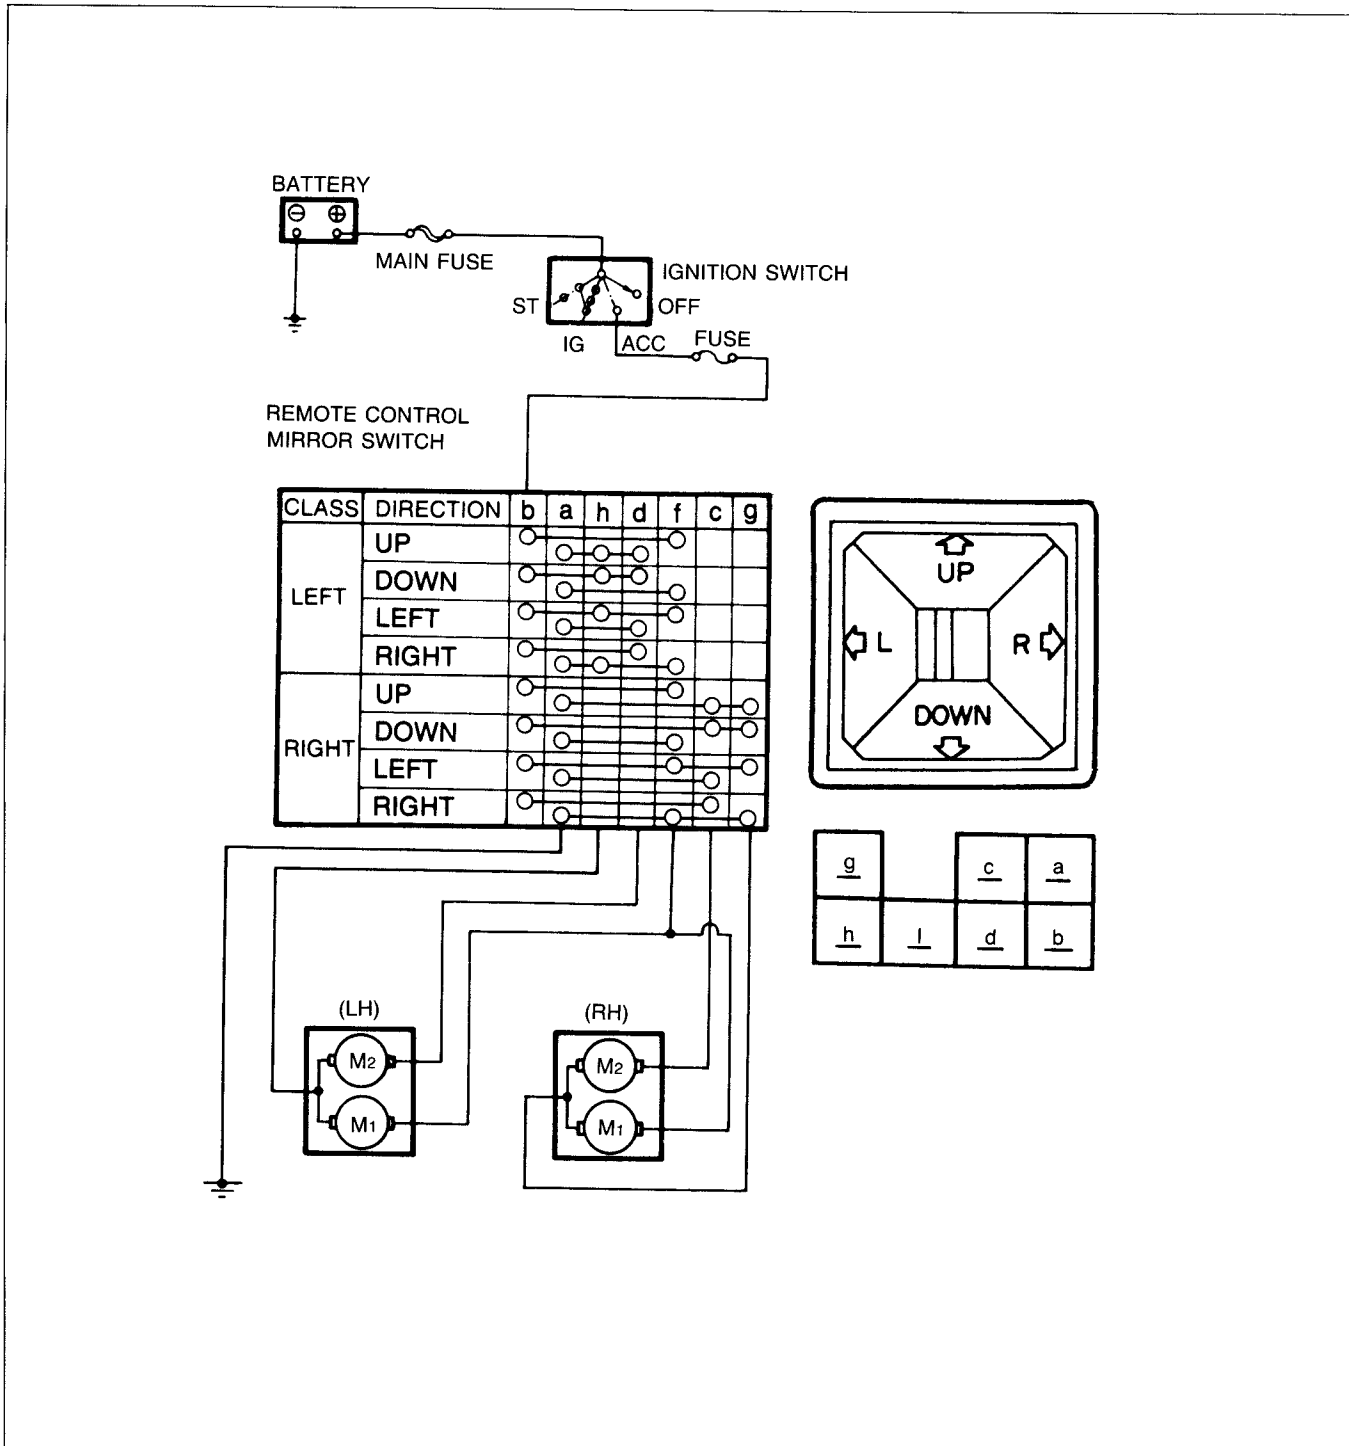 BATTERY
⊖ ⊕
MAIN FUSE
IGNITION SWITCH
ST
OFF
IG
ACC
FUSE
REMOTE CONTROL
MIRROR SWITCH
CLASS DIRECTION b a h d f c g
LEFT
UP
DOWN
LEFT
RIGHT
RIGHT
UP
DOWN
LEFT
RIGHT
UP
L
R
DOWN
g c a
h l d b
(LH)
M2
M1
(RH)
M2
M1